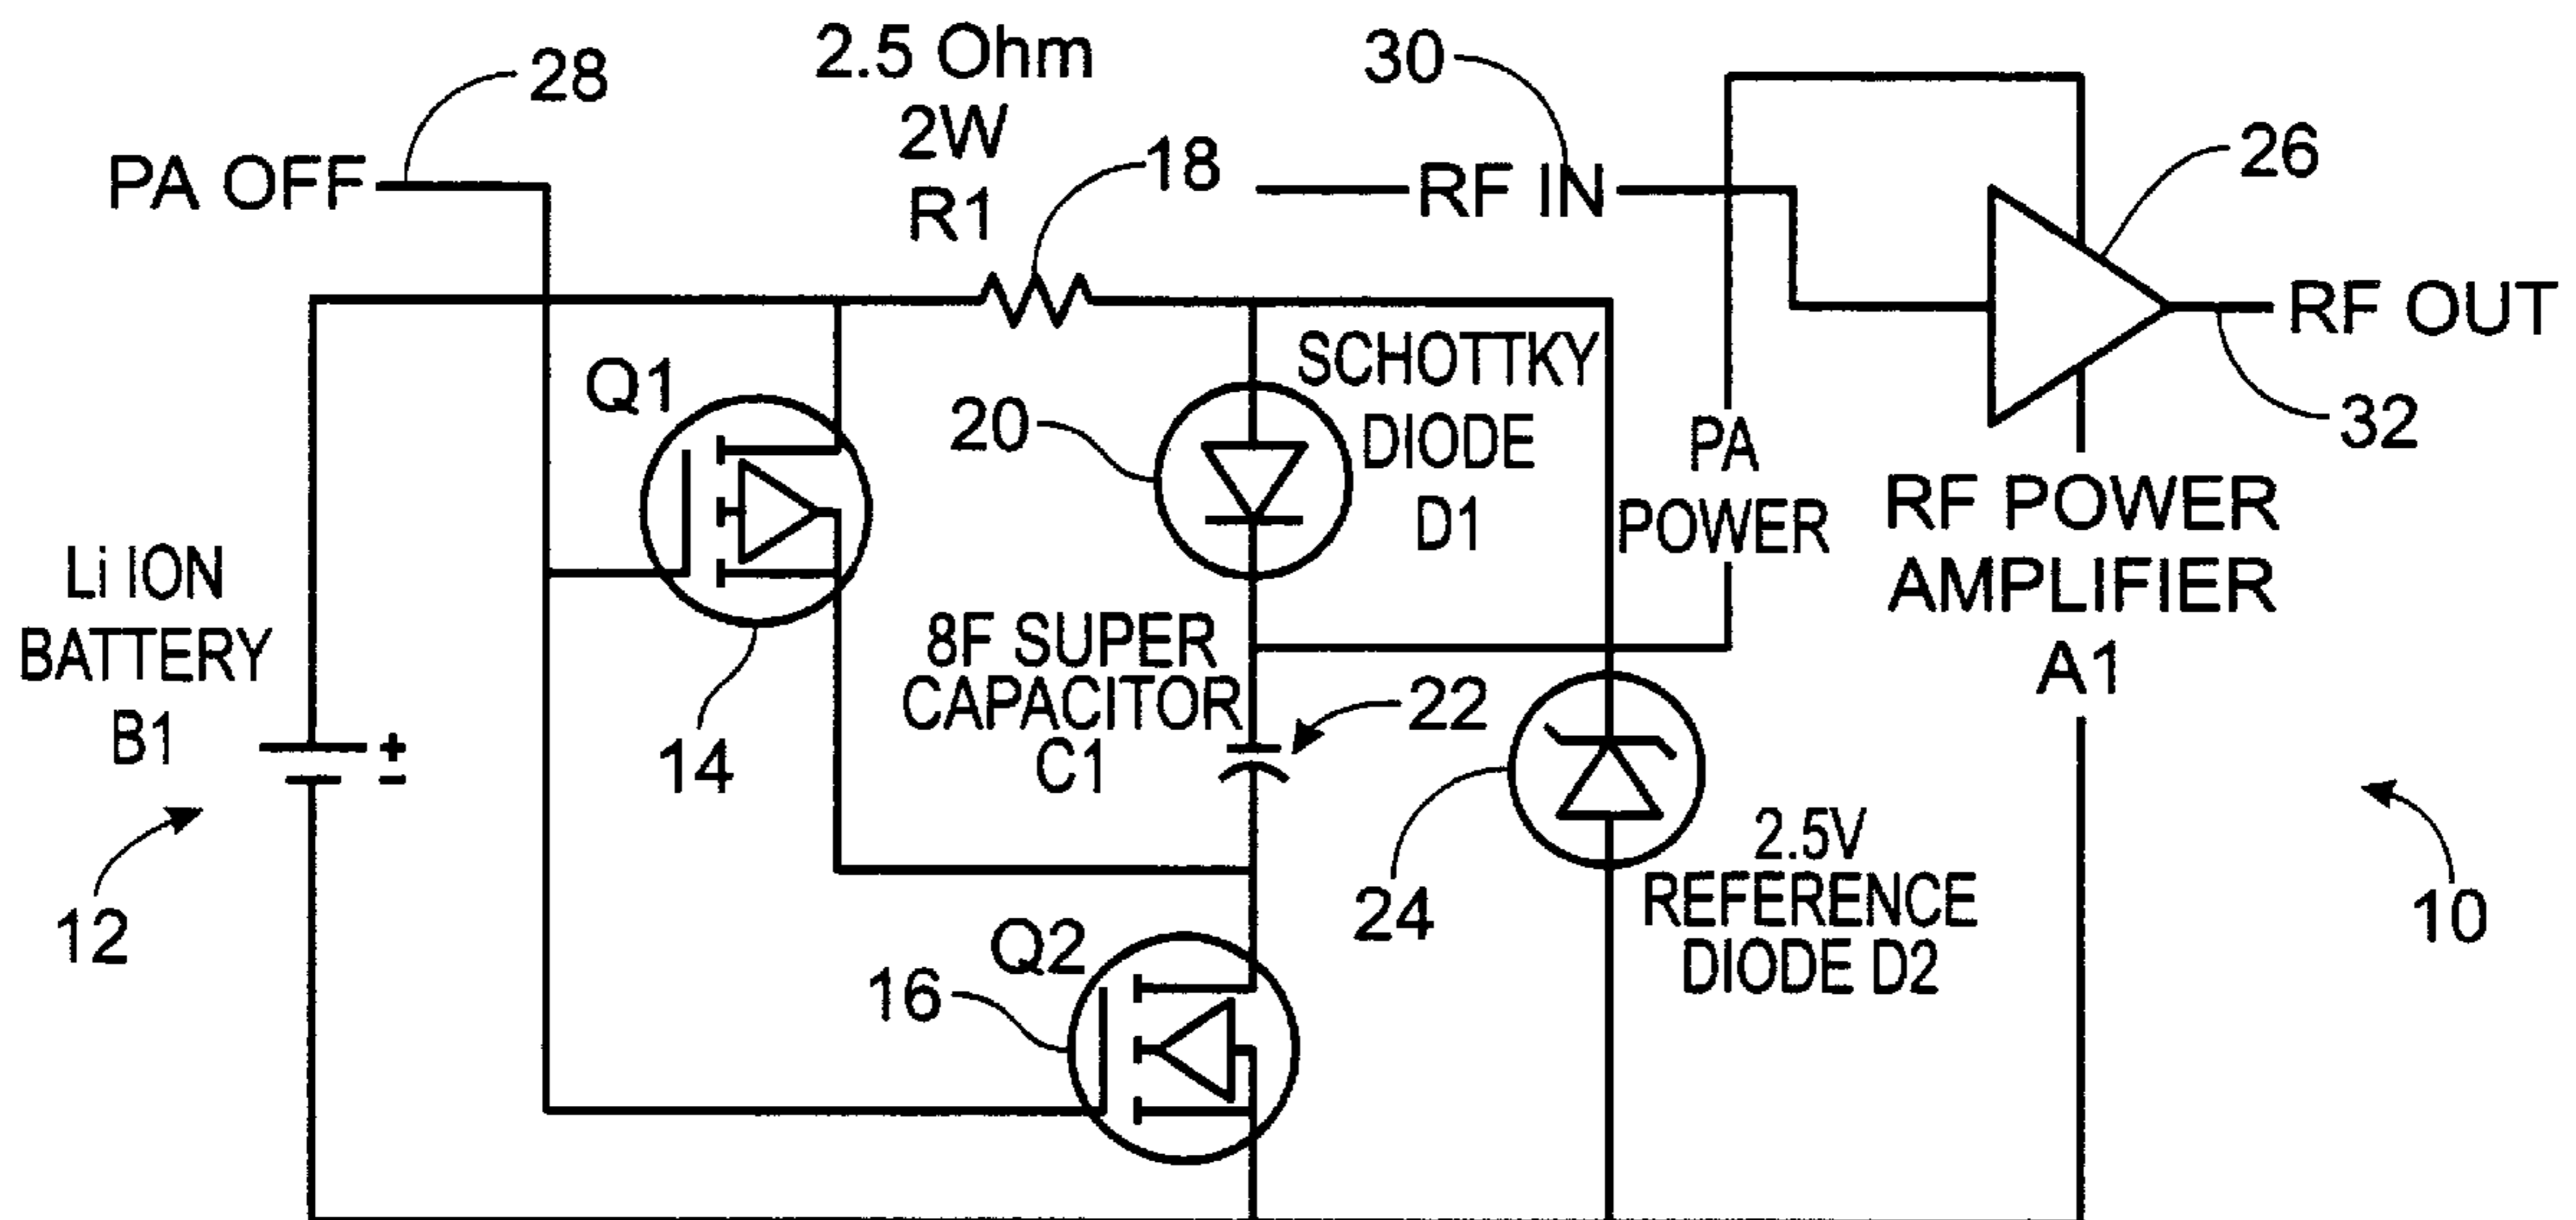 2.5 Ohm
2W
R1
18
28
PA OFF
30
RF IN
26
RF OUT
32
Q1
14
20
SCHOTTKY
DIODE
D1
PA
POWER
RF POWER
AMPLIFIER
A1
Li ION
BATTERY
B1
+
−
12
8F SUPER
CAPACITOR
C1
22
24
2.5V
REFERENCE
DIODE D2
10
Q2
16